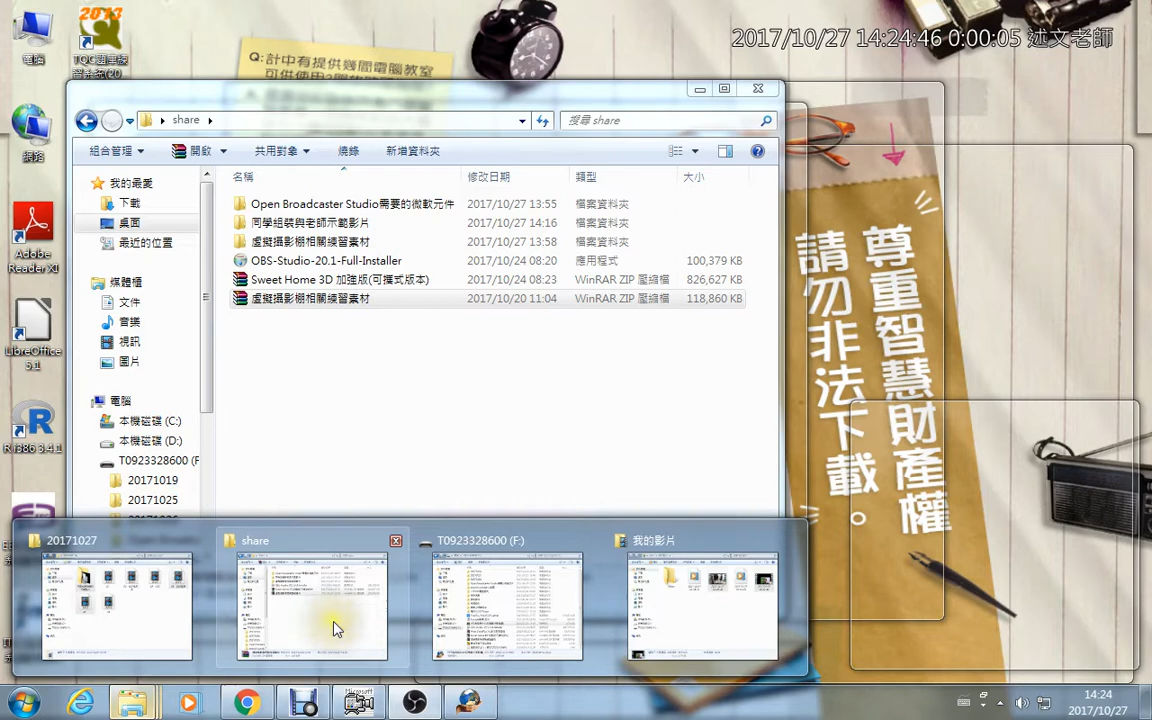 2017/10/27 14:24:46 0:00:05 述文老師
電腦
2013
Q:計中有提供幾間電腦教室
share
搜尋 share
組合管理
開啟
共用對象
燒錄
新增資料夾
名稱
修改日期
類型
大小
我的最愛
下載
桌面
最近的位置
媒體櫃
文件
音樂
視訊
圖片
電腦
本機磁碟 (C:)
本機磁碟 (D:)
T0923328600 (F
20171019
20171025
Open Broadcaster Studio需要的微軟元件 2017/10/27 13:55 檔案資料夾
同學組裝與老師示範影片 2017/10/27 14:16 檔案資料夾
虛擬攝影棚相關練習素材 2017/10/27 13:58 檔案資料夾
OBS-Studio-20.1-Full-Installer 2017/10/24 08:20 應用程式 100,379 KB
Sweet Home 3D 加強版(可攜式版本) 2017/10/24 08:23 WinRAR ZIP 壓縮檔 826,627 KB
虛擬攝影棚相關練習素材 2017/10/20 11:04 WinRAR ZIP 壓縮檔 118,860 KB
網路
Adobe
Reader XI
LibreOffice
5.1
R i386 3.4.1
尊重智慧財產權
請勿非法下載。
20171027
share
T0923328600 (F:)
我的影片
14:24
2017/10/27